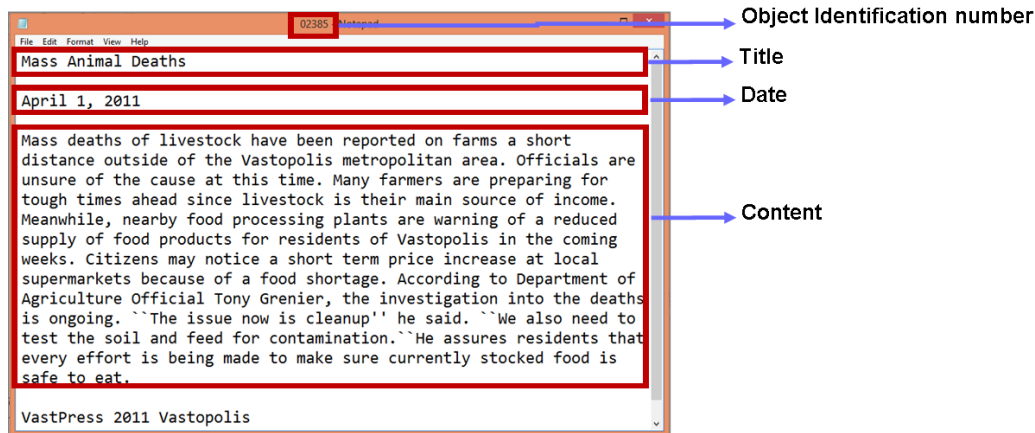 02385 - Notepad
Object Identification number
File Edit Format View Help
Mass Animal Deaths
Title
April 1, 2011
Date
Mass deaths of livestock have been reported on farms a short
distance outside of the Vastopolis metropolitan area. Officials are
unsure of the cause at this time. Many farmers are preparing for
tough times ahead since livestock is their main source of income.
Meanwhile, nearby food processing plants are warning of a reduced
Content
supply of food products for residents of Vastopolis in the coming
weeks. Citizens may notice a short term price increase at local
supermarkets because of a food shortage. According to Department of
Agriculture Official Tony Grenier, the investigation into the deaths
is ongoing. ``The issue now is cleanup'' he said. ``We also need to
test the soil and feed for contamination.``He assures residents that
every effort is being made to make sure currently stocked food is
safe to eat.
VastPress 2011 Vastopolis